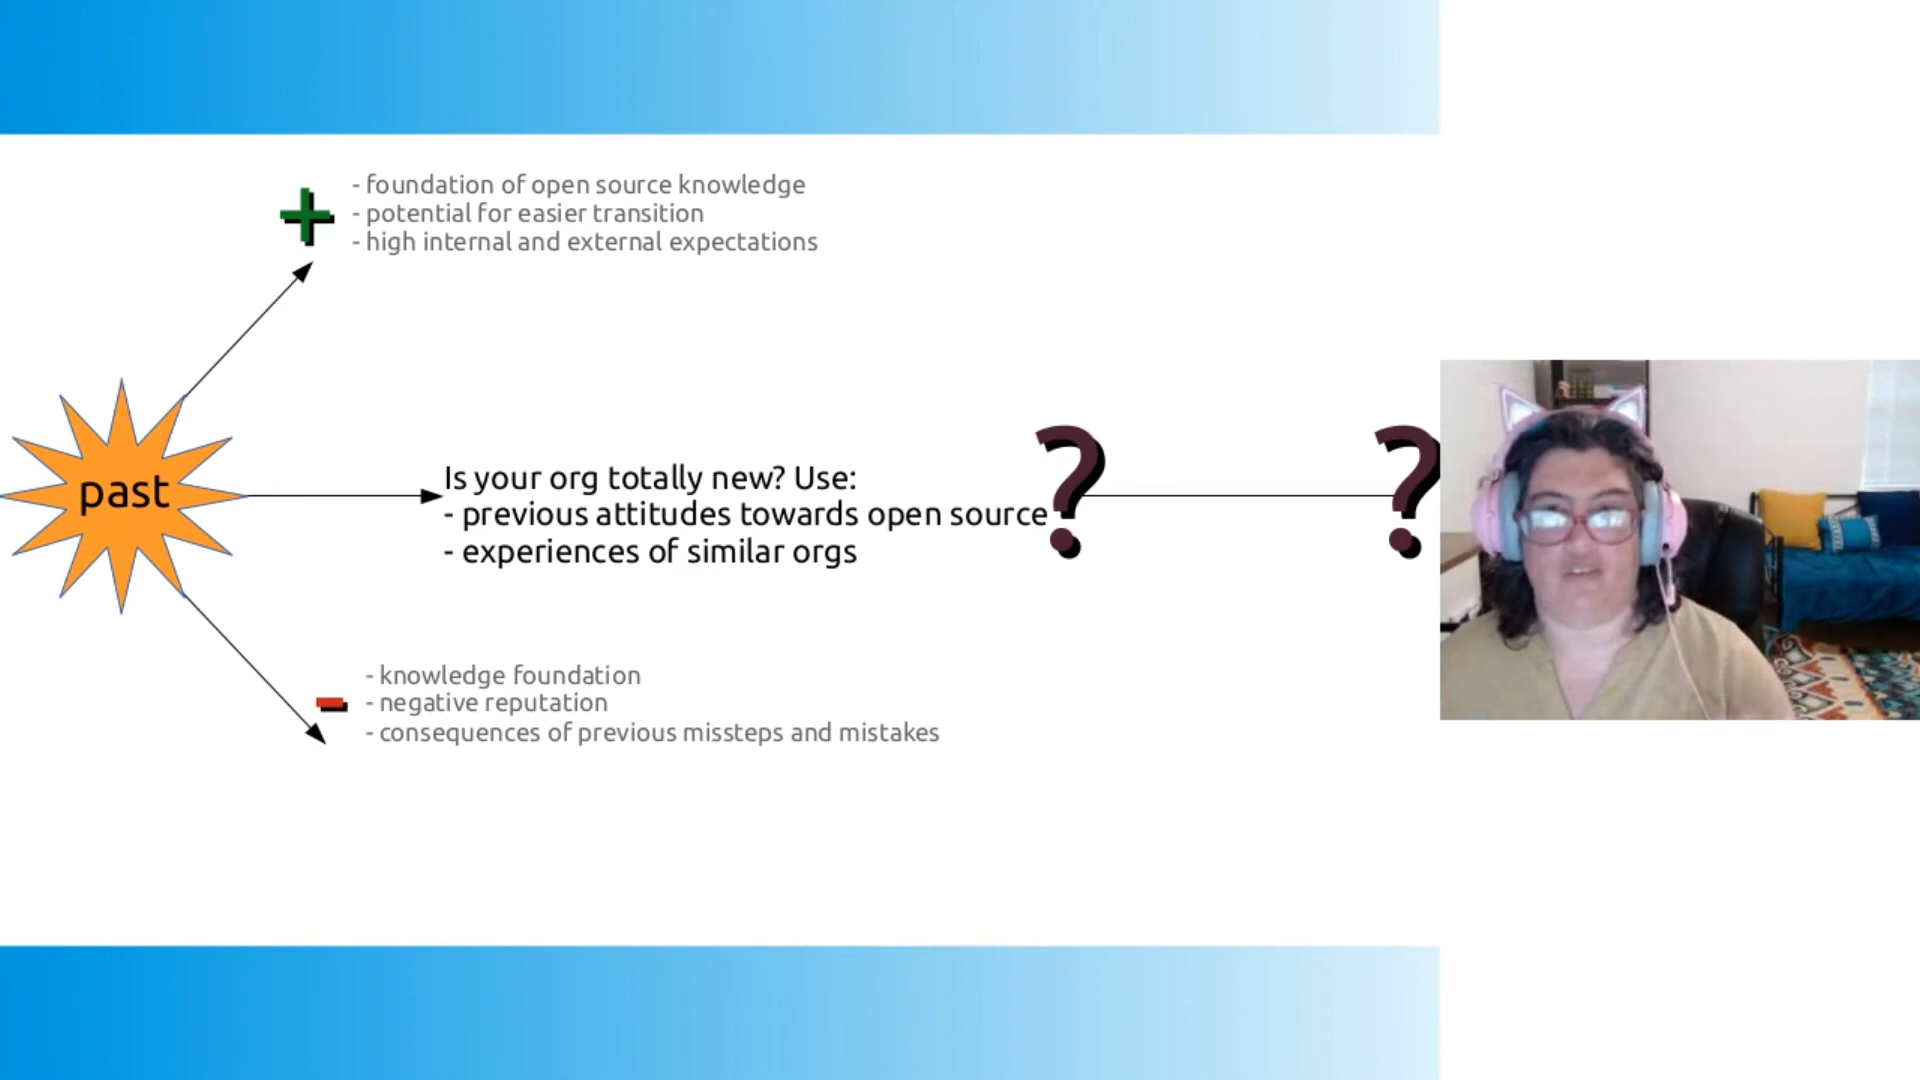 +
- foundation of open source knowledge
- potential for easier transition
- high internal and external expectations
past
Is your org totally new? Use:
- previous attitudes towards open source
- experiences of similar orgs
? ?
-
- knowledge foundation
- negative reputation
- consequences of previous missteps and mistakes